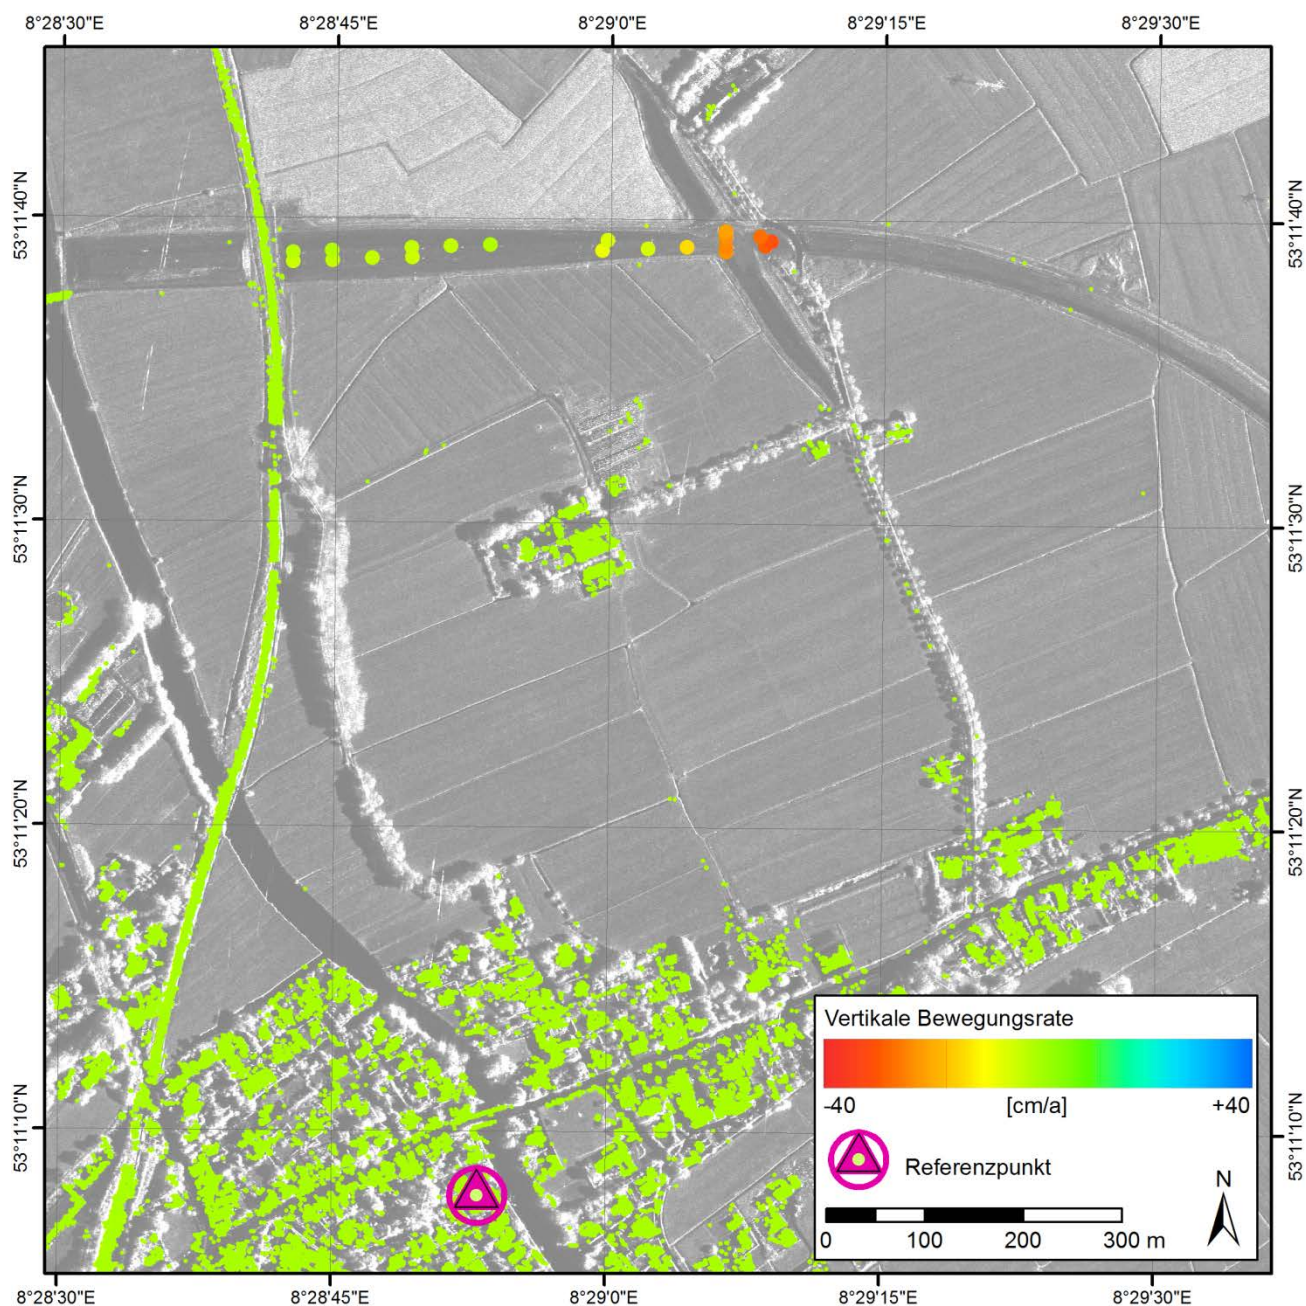 8°28'30"E 8°28'45"E 8°29'0"E 8°29'15"E 8°29'30"E
53°11'40"N 53°11'40"N
53°11'30"N 53°11'30"N
53°11'20"N 53°11'20"N
Vertikale Bewegungsrate
-40 [cm/a] +40
53°11'10"N 53°11'10"N
Referenzpunkt
N
0 100 200 300 m
8°28'30"E 8°28'45"E 8°29'0"E 8°29'15"E 8°29'30"E